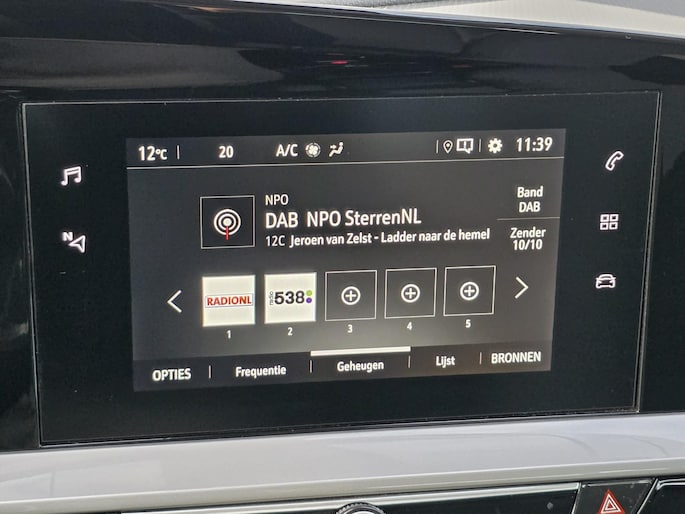 12°C
20
A/C
11:39
N
NPO
DAB NPO SterrenNL
12C Jeroen van Zelst - Ladder naar de hemel
Band
DAB
Zender
10/10
RADIONL
radio 538
1
2
3
4
5
OPTIES
Frequentie
Geheugen
Lijst
BRONNEN